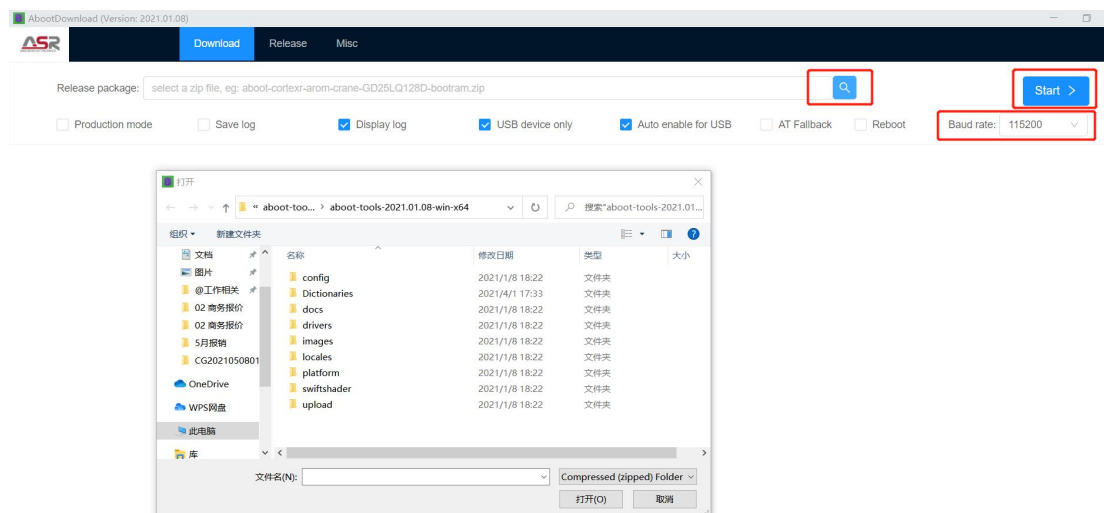 AbootDownload (Version: 2021.01.08)
ASR
Download Release Misc
Release package: select a zip file, eg: aboot-cortexr-arom-crane-GD25LQ128D-bootram.zip
Start >
Production mode Save log Display log USB device only Auto enable for USB AT Fallback Reboot Baud rate: 115200
打开
« aboot-too... > aboot-tools-2021.01.08-win-x64
搜索"aboot-tools-2021.01...
组织 新建文件夹
文档 名称 修改日期 类型 大小
图片 config 2021/1/8 18:22 文件夹
@工作相关 Dictionaries 2021/4/1 17:33 文件夹
02 商务报价 docs 2021/1/8 18:22 文件夹
02 商务报价 drivers 2021/1/8 18:22 文件夹
5月报销 images 2021/1/8 18:22 文件夹
CG2021050801 locales 2021/1/8 18:22 文件夹
platform 2021/1/8 18:22 文件夹
OneDrive swiftshader 2021/1/8 18:22 文件夹
WPS网盘 upload 2021/1/8 18:22 文件夹
此电脑
库
文件名(N): Compressed (zipped) Folder
打开(O) 取消